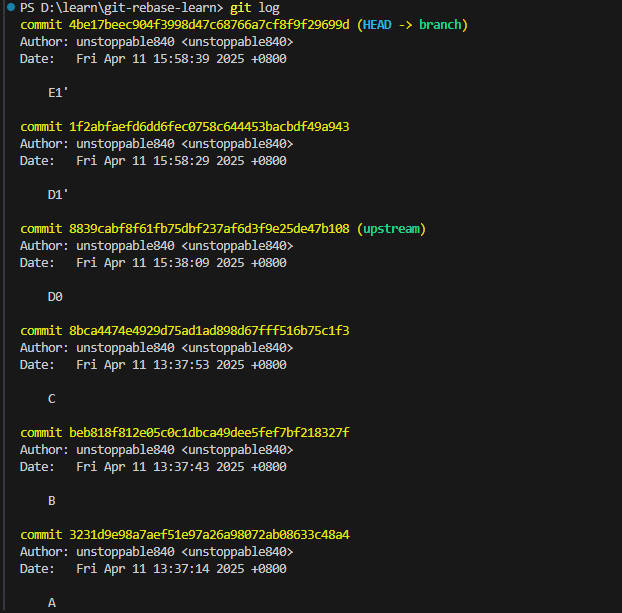 PS D:\learn\git-rebase-learn> git log
commit 4be17beec904f3998d47c68766a7cf8f9f29699d (HEAD -> branch)
Author: unstoppable840 <unstoppable840>
Date:   Fri Apr 11 15:58:39 2025 +0800
    E1'
commit 1f2abfaefd6dd6fec0758c644453bacbdf49a943
Author: unstoppable840 <unstoppable840>
Date:   Fri Apr 11 15:58:29 2025 +0800
    D1'
commit 8839cabf8f61fb75dbf237af6d3f9e25de47b108 (upstream)
Author: unstoppable840 <unstoppable840>
Date:   Fri Apr 11 15:38:09 2025 +0800
    D0
commit 8bca4474e4929d75ad1ad898d67fff516b75c1f3
Author: unstoppable840 <unstoppable840>
Date:   Fri Apr 11 13:37:53 2025 +0800
    C
commit beb818f812e05c0c1dbca49dee5fef7bf218327f
Author: unstoppable840 <unstoppable840>
Date:   Fri Apr 11 13:37:43 2025 +0800
    B
commit 3231d9e98a7aef51e97a26a98072ab08633c48a4
Author: unstoppable840 <unstoppable840>
Date:   Fri Apr 11 13:37:14 2025 +0800
    A